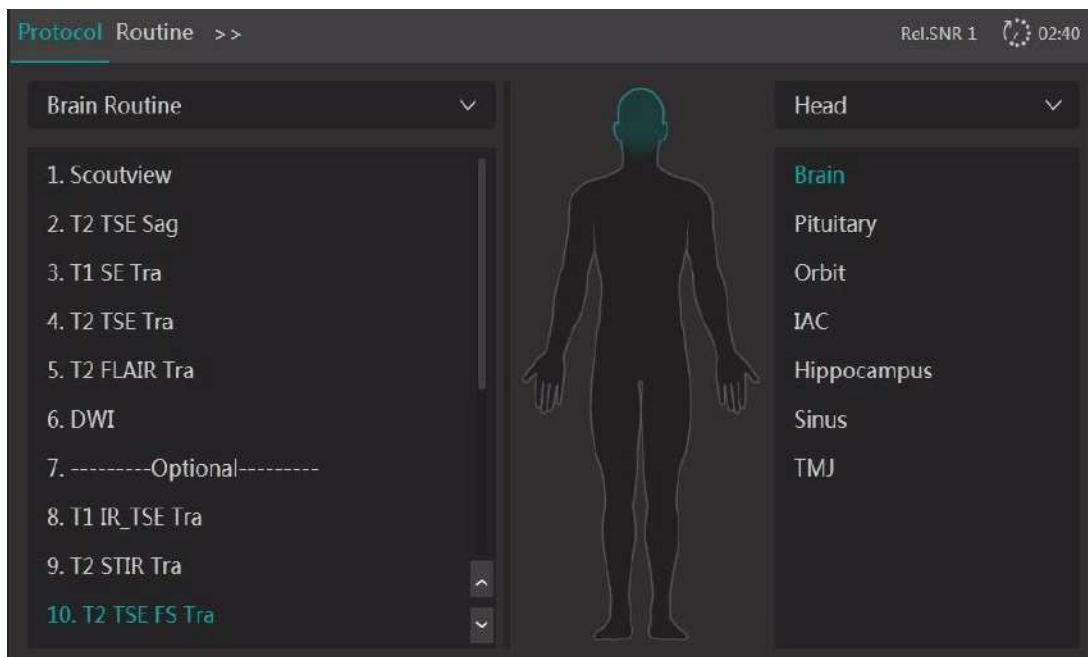 Protocol Routine >> Rel.SNR 1 02:40
Brain Routine
1. Scoutview
2. T2 TSE Sag
3. T1 SE Tra
4. T2 TSE Tra
5. T2 FLAIR Tra
6. DWI
7. ---------Optional---------
8. T1 IR_TSE Tra
9. T2 STIR Tra
10. T2 TSE FS Tra
Head
Brain
Pituitary
Orbit
IAC
Hippocampus
Sinus
TMJ